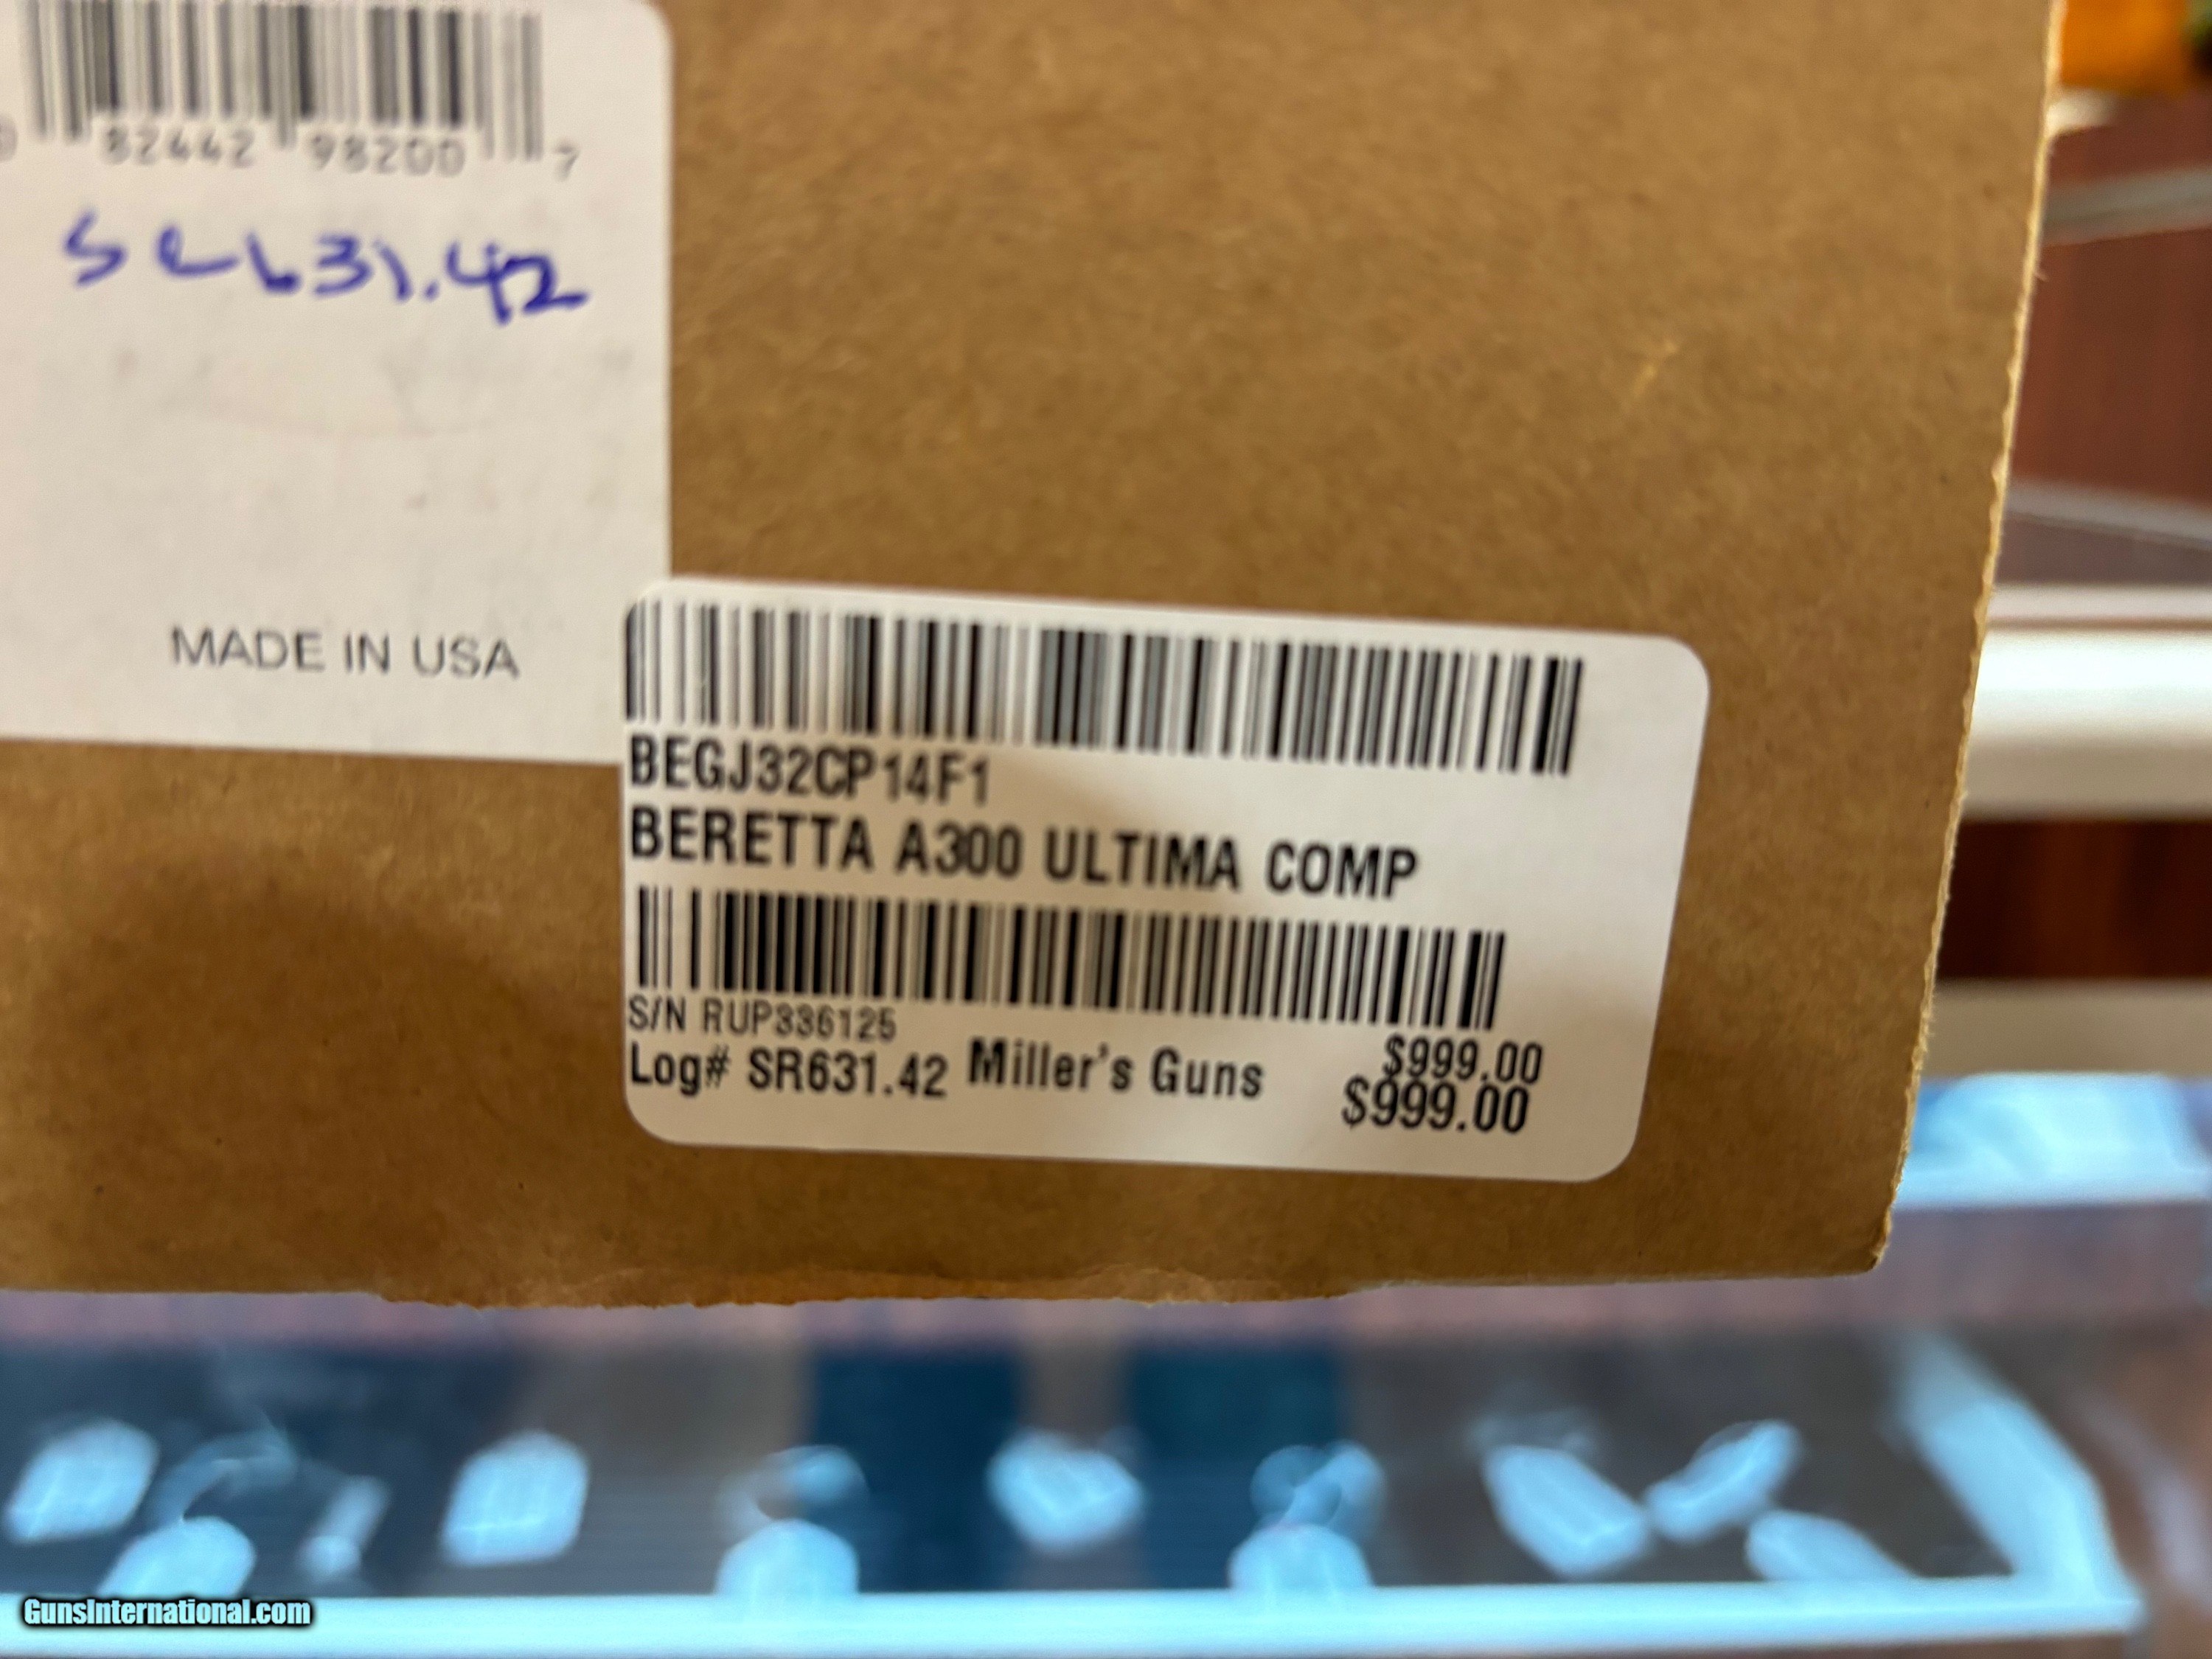 82442 98200 7
SR631.42
MADE IN USA
BEGJ32CP14F1
BERETTA A300 ULTIMA COMP
S/N RUP336125
Log# SR631.42 Miller's Guns $999.00
$999.00
GunsInternational.com